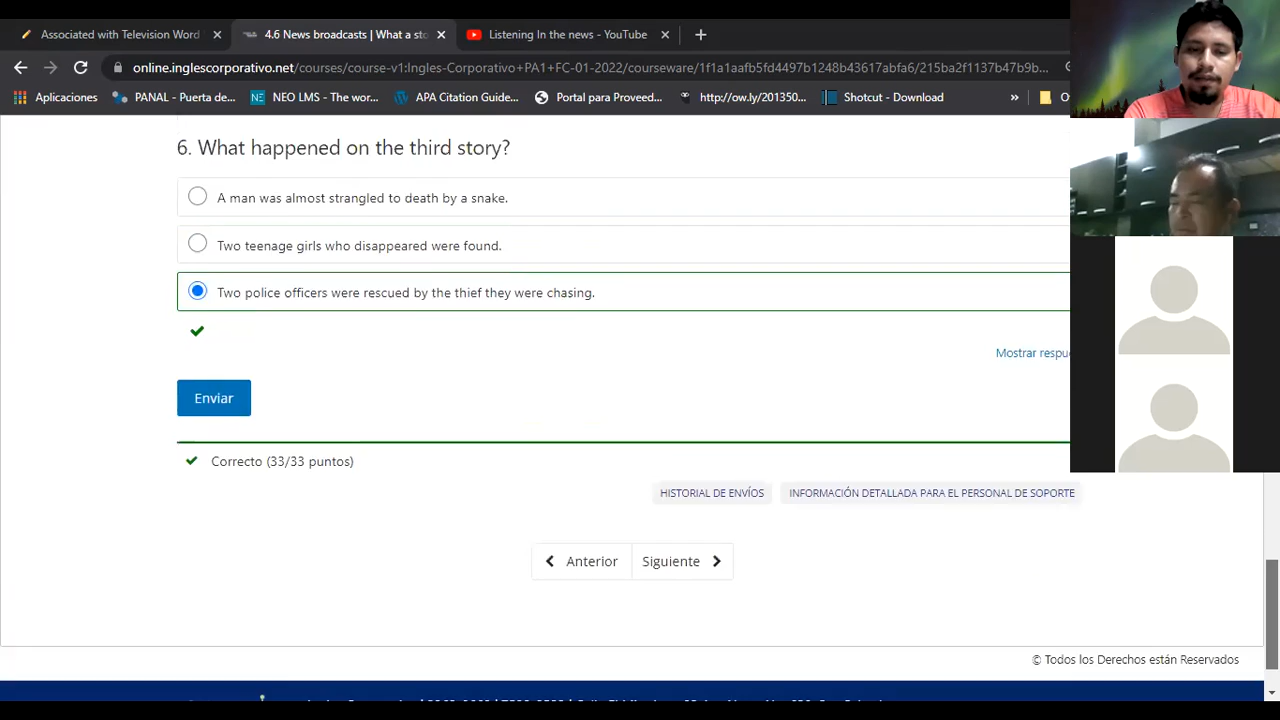 Associated with Television Word
4.6 News broadcasts | What a sto
Listening In the news - YouTube
online.inglescorporativo.net/courses/course-v1:Ingles-Corporativo+PA1+FC-01-2022/courseware/1f1a1aafb5fd4497b1248b43617abfa6/215ba2f1137b47b9b...
Aplicaciones
PANAL - Puerta de...
NEO LMS - The wor...
APA Citation Guide...
Portal para Proveed...
http://ow.ly/201350...
Shotcut - Download
»
6. What happened on the third story?
A man was almost strangled to death by a snake.
Two teenage girls who disappeared were found.
Two police officers were rescued by the thief they were chasing.
Mostrar respu
Enviar
Correcto (33/33 puntos)
HISTORIAL DE ENVÍOS
INFORMACIÓN DETALLADA PARA EL PERSONAL DE SOPORTE
Anterior
Siguiente
© Todos los Derechos están Reservados